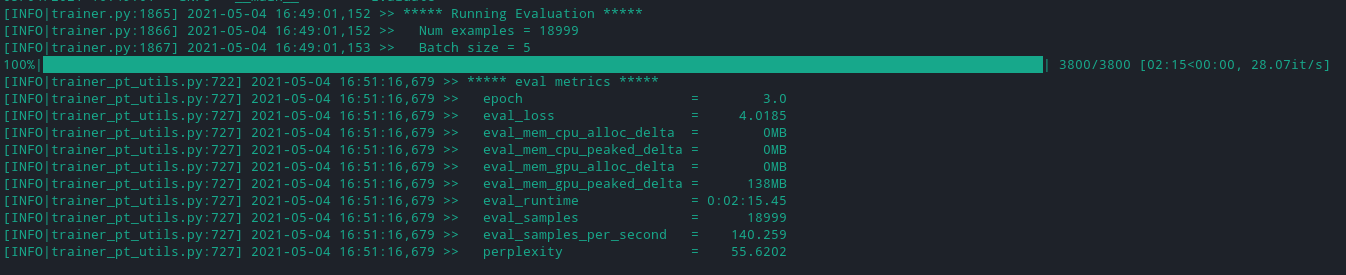 [INFO|trainer.py:1865] 2021-05-04 16:49:01,152 >> ***** Running Evaluation *****
[INFO|trainer.py:1866] 2021-05-04 16:49:01,152 >>   Num examples = 18999
[INFO|trainer.py:1867] 2021-05-04 16:49:01,153 >>   Batch size = 5
100%| | 3800/3800 [02:15<00:00, 28.07it/s]
[INFO|trainer_pt_utils.py:722] 2021-05-04 16:51:16,679 >> ***** eval metrics *****
[INFO|trainer_pt_utils.py:727] 2021-05-04 16:51:16,679 >>   epoch                     =        3.0
[INFO|trainer_pt_utils.py:727] 2021-05-04 16:51:16,679 >>   eval_loss                 =     4.0185
[INFO|trainer_pt_utils.py:727] 2021-05-04 16:51:16,679 >>   eval_mem_cpu_alloc_delta  =        0MB
[INFO|trainer_pt_utils.py:727] 2021-05-04 16:51:16,679 >>   eval_mem_cpu_peaked_delta =        0MB
[INFO|trainer_pt_utils.py:727] 2021-05-04 16:51:16,679 >>   eval_mem_gpu_alloc_delta  =        0MB
[INFO|trainer_pt_utils.py:727] 2021-05-04 16:51:16,679 >>   eval_mem_gpu_peaked_delta =      138MB
[INFO|trainer_pt_utils.py:727] 2021-05-04 16:51:16,679 >>   eval_runtime              = 0:02:15.45
[INFO|trainer_pt_utils.py:727] 2021-05-04 16:51:16,679 >>   eval_samples              =      18999
[INFO|trainer_pt_utils.py:727] 2021-05-04 16:51:16,679 >>   eval_samples_per_second   =    140.259
[INFO|trainer_pt_utils.py:727] 2021-05-04 16:51:16,679 >>   perplexity                =    55.6202